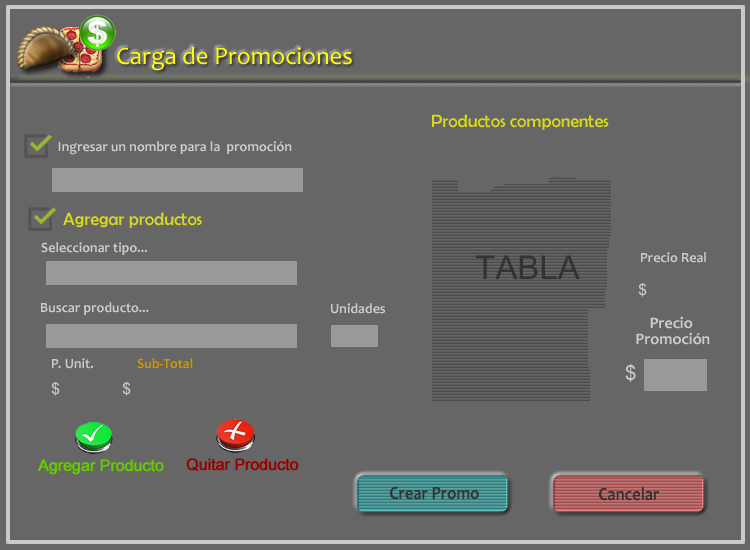 $
Carga de Promociones
Productos componentes
Ingresar un nombre para la promoción
Agregar productos
Seleccionar tipo...
TABLA
Precio Real
$
Buscar producto...
Unidades
Precio
Promoción
$
P. Unit.
Sub-Total
$
$
Agregar Producto
Quitar Producto
Crear Promo
Cancelar